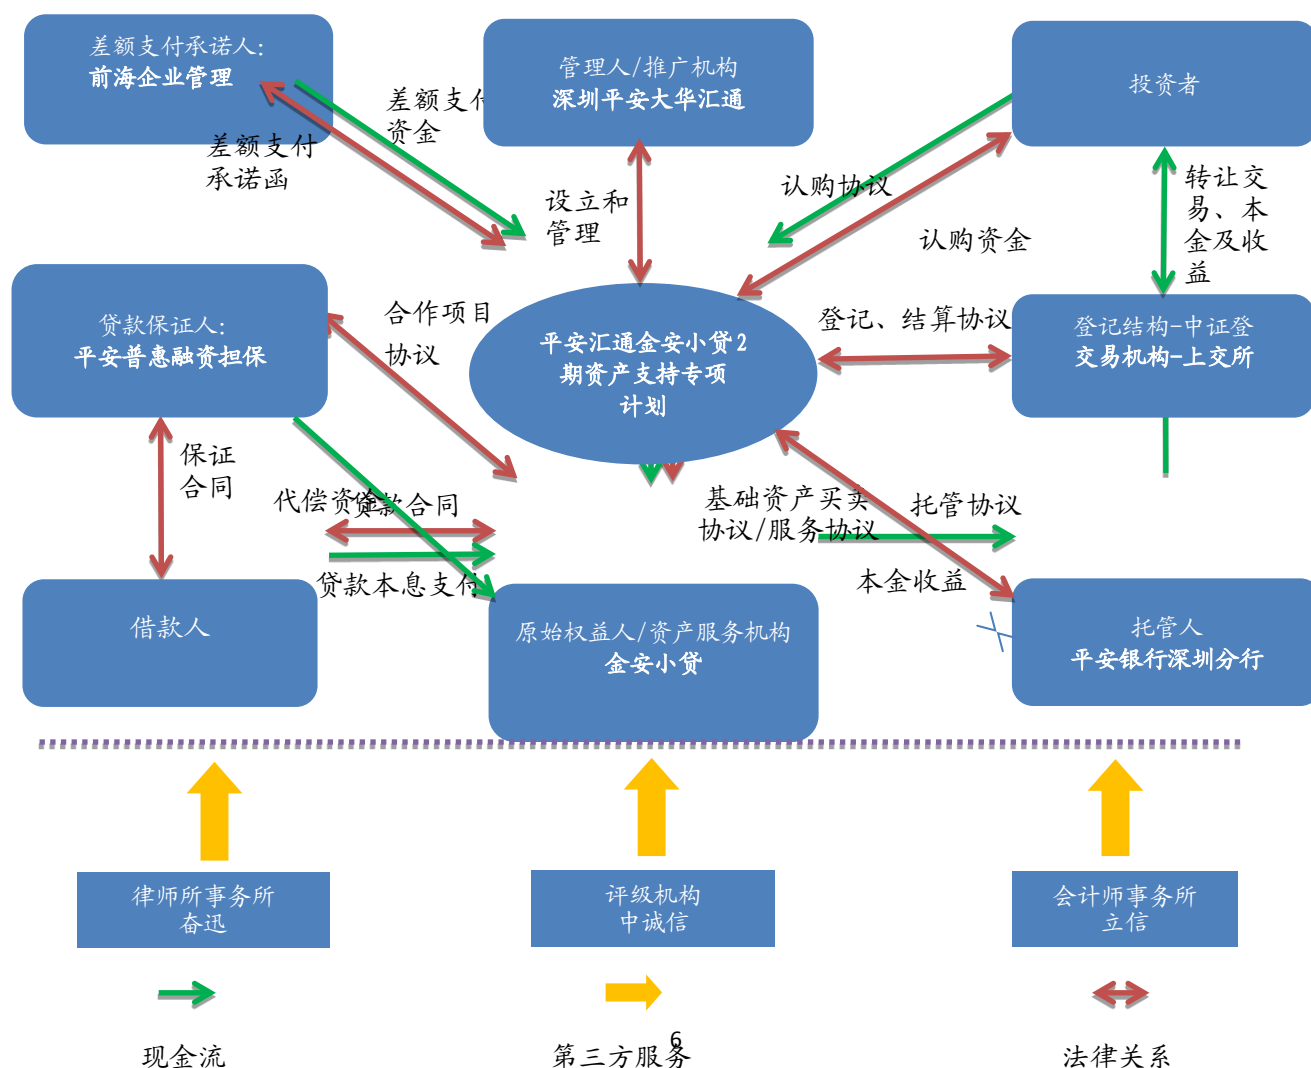 差额支付承诺人:
前海企业管理
管理人/推广机构
深圳平安大华汇通
投资者
差额支付
资金
差额支付
承诺函
设立和
管理
认购协议
认购资金
转让交
易、本
金及收
益
贷款保证人:
平安普惠融资担保
合作项目
协议
平安汇通金安小贷2
期资产支持专项
计划
登记、结算协议
登记结构-中证登
交易机构-上交所
保证
合同
代偿资金
贷款合同
贷款本息支付
基础资产买卖
协议/服务协议
托管协议
本金收益
借款人
原始权益人/资产服务机构
金安小贷
托管人
平安银行深圳分行
律师所事务所
奋迅
评级机构
中诚信
会计师事务所
立信
现金流
第三方服务
6
法律关系